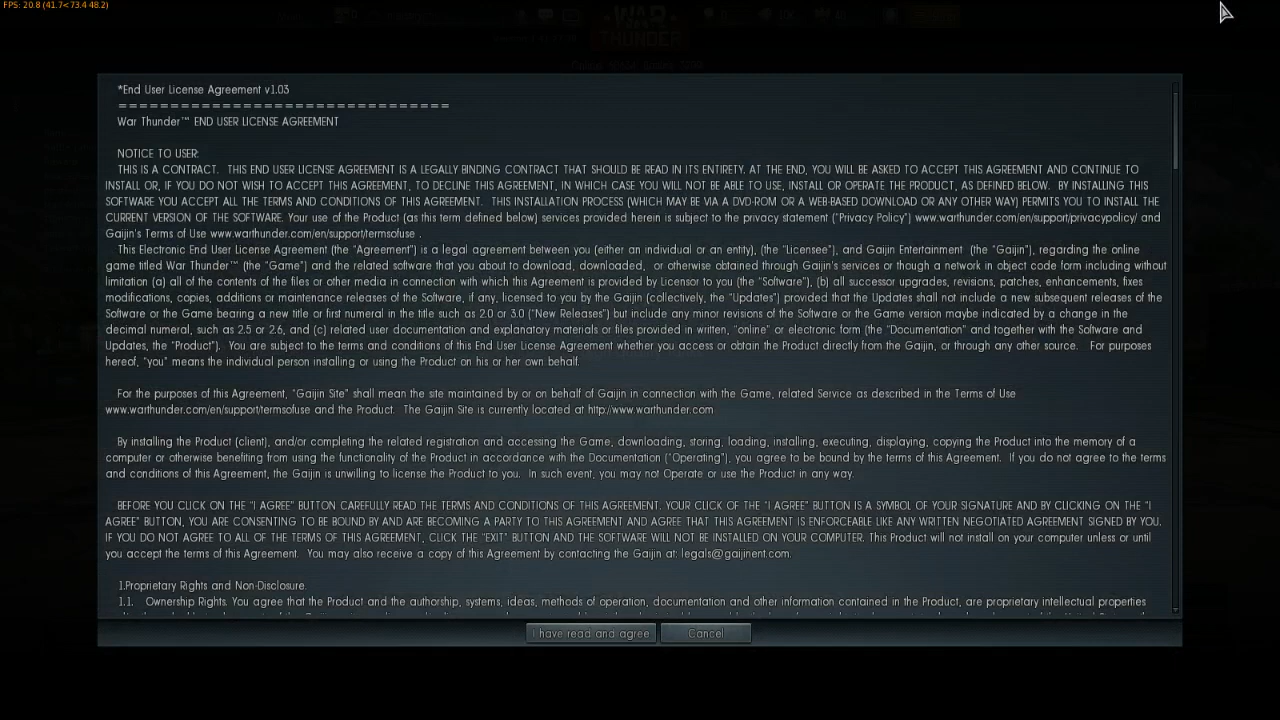 FPS: 20.8 (41.7<73.4 48.2)
WAR
THUNDER
*End User License Agreement v1.03
================================
War Thunder™ END USER LICENSE AGREEMENT
NOTICE TO USER:
THIS IS A CONTRACT. THIS END USER LICENSE AGREEMENT IS A LEGALLY BINDING CONTRACT THAT SHOULD BE READ IN ITS ENTIRETY. AT THE END, YOU WILL BE ASKED TO ACCEPT THIS AGREEMENT AND CONTINUE TO
INSTALL OR, IF YOU DO NOT WISH TO ACCEPT THIS AGREEMENT, TO DECLINE THIS AGREEMENT, IN WHICH CASE YOU WILL NOT BE ABLE TO USE, INSTALL OR OPERATE THE PRODUCT, AS DEFINED BELOW. BY INSTALLING THIS
SOFTWARE YOU ACCEPT ALL THE TERMS AND CONDITIONS OF THIS AGREEMENT. THIS INSTALLATION PROCESS (WHICH MAY BE VIA A DVD-ROM OR A WEB-BASED DOWNLOAD OR ANY OTHER WAY) PERMITS YOU TO INSTALL THE
CURRENT VERSION OF THE SOFTWARE. Your use of the Product (as this term defined below) services provided herein is subject to the privacy statement ("Privacy Policy") www.warthunder.com/en/support/privacypolicy/ and
Gaijin's Terms of Use www.warthunder.com/en/support/termsofuse .
This Electronic End User License Agreement (the "Agreement") is a legal agreement between you (either an individual or an entity), (the "Licensee"), and Gaijin Entertainment (the "Gaijin"), regarding the online
game titled War Thunder™ (the "Game") and the related software that you about to download, downloaded, or otherwise obtained through Gaijin's services or though a network in object code form including without
limitation (a) all of the contents of the files or other media in connection with which this Agreement is provided by Licensor to you (the "Software"), (b) all successor upgrades, revisions, patches, enhancements, fixes
modifications, copies, additions or maintenance releases of the Software, if any, licensed to you by the Gaijin (collectively, the "Updates") provided that the Updates shall not include a new subsequent releases of the
Software or the Game bearing a new title or first numeral in the title such as 2.0 or 3.0 ("New Releases") but include any minor revisions of the Software or the Game version maybe indicated by a change in the
decimal numeral, such as 2.5 or 2.6, and (c) related user documentation and explanatory materials or files provided in written, "online" or electronic form (the "Documentation" and together with the Software and
Updates, the "Product"). You are subject to the terms and conditions of this End User License Agreement whether you access or obtain the Product directly from the Gaijin, or through any other source. For purposes
hereof, "you" means the individual person installing or using the Product on his or her own behalf.
For the purposes of this Agreement, "Gaijin Site" shall mean the site maintained by or on behalf of Gaijin in connection with the Game, related Service as described in the Terms of Use
www.warthunder.com/en/support/termsofuse and the Product. The Gaijin Site is currently located at http://www.warthunder.com
By installing the Product (client), and/or completing the related registration and accessing the Game, downloading, storing, loading, installing, executing, displaying, copying the Product into the memory of a
computer or otherwise benefiting from using the functionality of the Product in accordance with the Documentation ("Operating"), you agree to be bound by the terms of this Agreement. If you do not agree to the terms
and conditions of this Agreement, the Gaijin is unwilling to license the Product to you. In such event, you may not Operate or use the Product in any way.
BEFORE YOU CLICK ON THE "I AGREE" BUTTON CAREFULLY READ THE TERMS AND CONDITIONS OF THIS AGREEMENT. YOUR CLICK OF THE "I AGREE" BUTTON IS A SYMBOL OF YOUR SIGNATURE AND BY CLICKING ON THE "I
AGREE" BUTTON, YOU ARE CONSENTING TO BE BOUND BY AND ARE BECOMING A PARTY TO THIS AGREEMENT AND AGREE THAT THIS AGREEMENT IS ENFORCEABLE LIKE ANY WRITTEN NEGOTIATED AGREEMENT SIGNED BY YOU.
IF YOU DO NOT AGREE TO ALL OF THE TERMS OF THIS AGREEMENT, CLICK THE "EXIT" BUTTON AND THE SOFTWARE WILL NOT BE INSTALLED ON YOUR COMPUTER. This Product will not install on your computer unless or until
you accept the terms of this Agreement. You may also receive a copy of this Agreement by contacting the Gaijin at: legals@gaijinent.com.
1.Proprietary Rights and Non-Disclosure.
1.1. Ownership Rights. You agree that the Product and the authorship, systems, ideas, methods of operation, documentation and other information contained in the Product, are proprietary intellectual properties
I have read and agree
Cancel